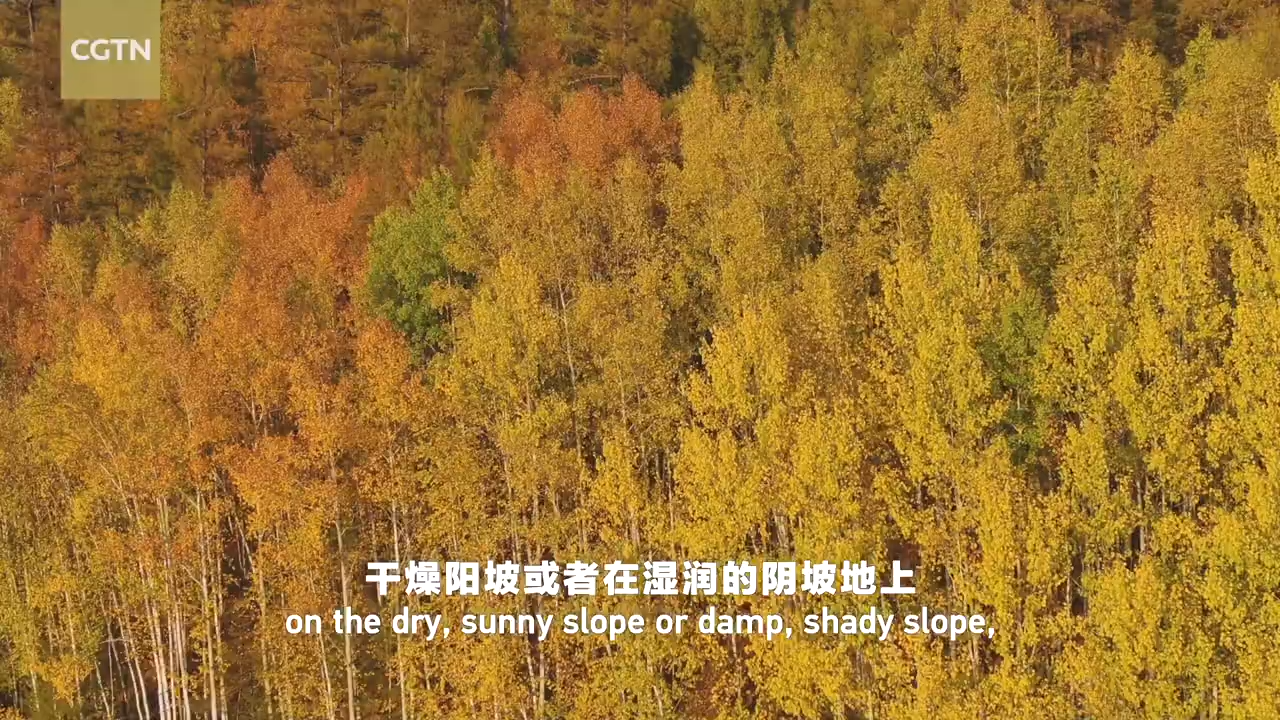 CGTN
干燥阳坡或者在湿润的阴坡地上
on the dry, sunny slope or damp, shady slope,